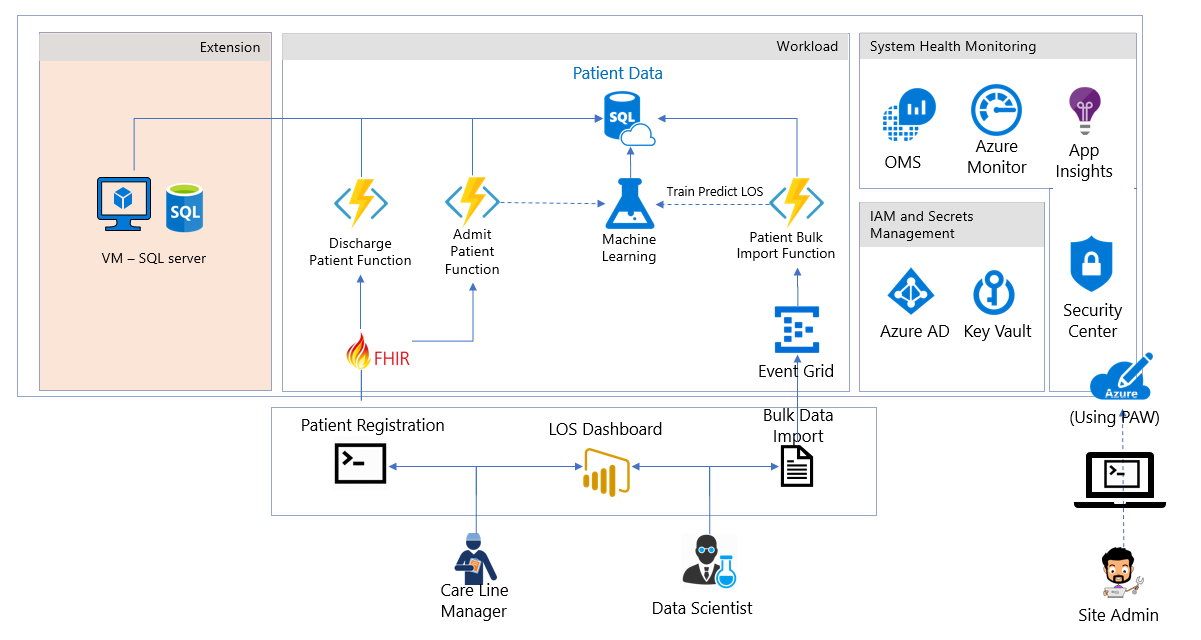 Extension
Workload
System Health Monitoring
Patient Data
SQL
OMS
Azure
Monitor
App
Insights
SQL
VM – SQL server
Discharge
Patient Function
Admit
Patient
Function
Train Predict LOS
Machine
Learning
Patient Bulk
Import Function
IAM and Secrets
Management
Azure AD
Key Vault
Security
Center
FHIR
Event Grid
Azure
(Using PAW)
Patient Registration
LOS Dashboard
Bulk Data
Import
Care Line
Manager
Data Scientist
Site Admin